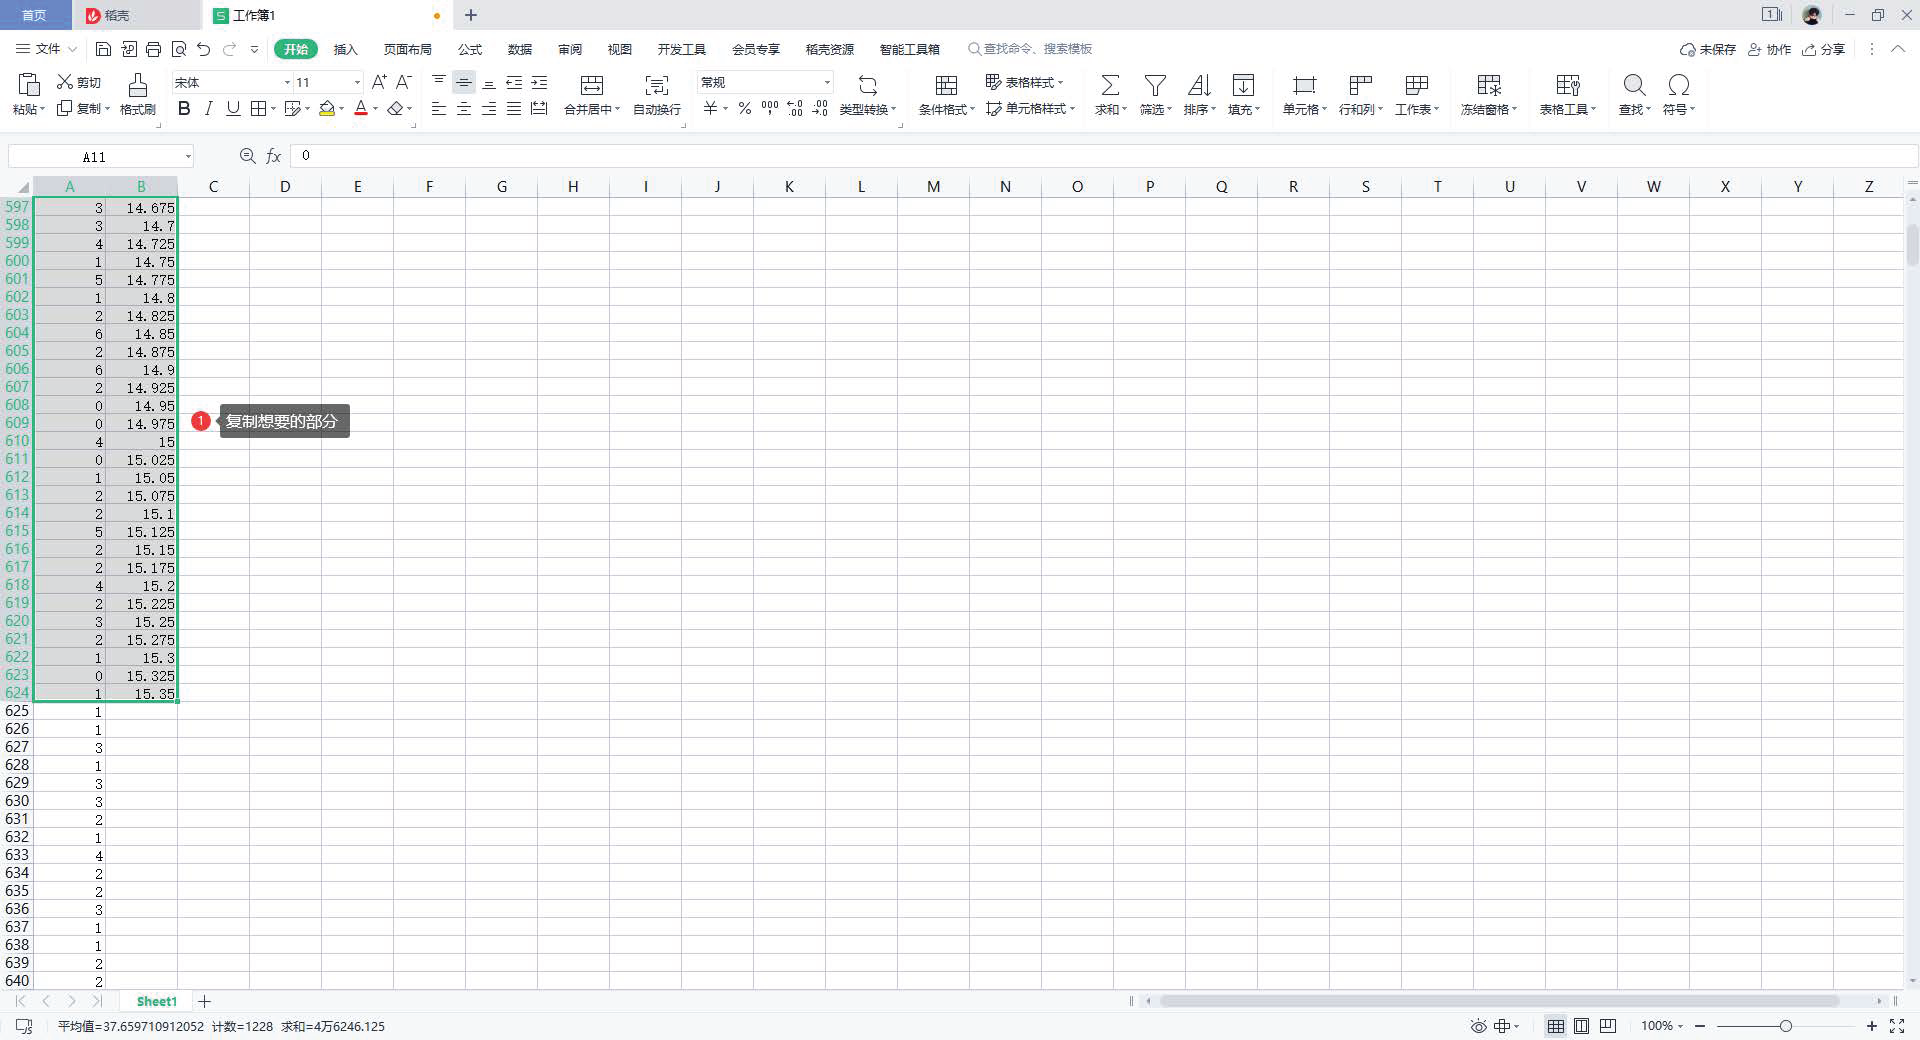 首页 稻壳 工作簿1
文件 开始 插入 页面布局 公式 数据 审阅 视图 开发工具 会员专享 稻壳资源 智能工具箱 查找命令、搜索模板 未保存 协作 分享
剪切 宋体 11 A+ A- 常规 表格样式
粘贴 复制 格式刷 B I U A 合并居中 自动换行 ¥ % 类型转换 条件格式 单元格样式 求和 筛选 排序 填充 单元格 行和列 工作表 冻结窗格 表格工具 查找 符号
A11 fx 0
A B C D E F G H I J K L M N O P Q R S T U V W X Y Z
597 3 14.675
598 3 14.7
599 4 14.725
600 1 14.75
601 5 14.775
602 1 14.8
603 2 14.825
604 6 14.85
605 2 14.875
606 6 14.9
607 2 14.925
608 0 14.95
609 0 14.975
1 复制想要的部分
610 4 15
611 0 15.025
612 1 15.05
613 2 15.075
614 2 15.1
615 5 15.125
616 2 15.15
617 2 15.175
618 4 15.2
619 2 15.225
620 3 15.25
621 2 15.275
622 1 15.3
623 0 15.325
624 1 15.35
625 1
626 1
627 3
628 1
629 3
630 3
631 2
632 1
633 4
634 2
635 2
636 3
637 1
638 1
639 2
640 2
Sheet1
平均值=37.659710912052 计数=1228 求和=4万6246.125 100%